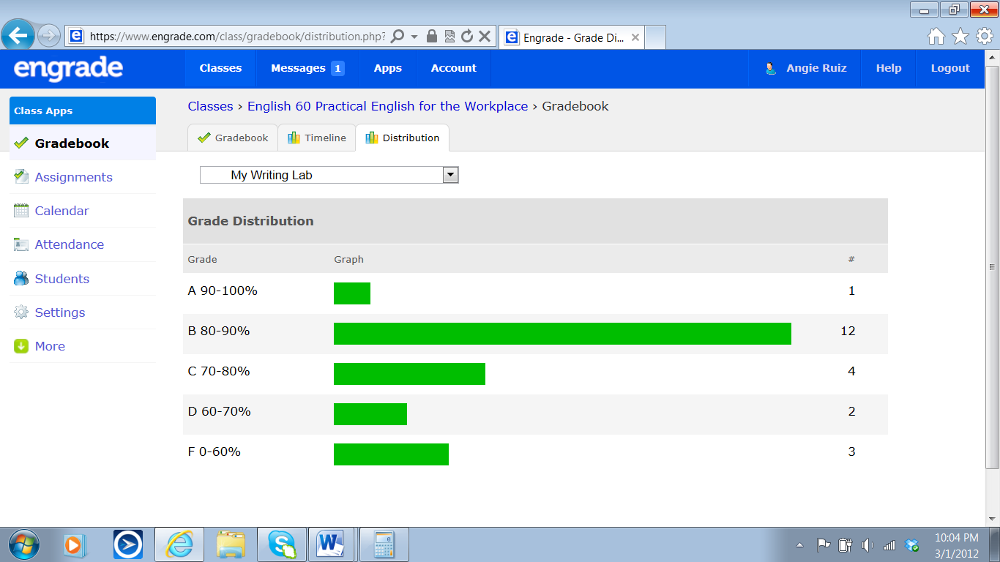 https://www.engrade.com/class/gradebook/distribution.php?
Engrade - Grade Di...
engrade Classes Messages 1 Apps Account Angie Ruiz Help Logout
Class Apps
Gradebook
Assignments
Calendar
Attendance
Students
Settings
More
Classes › English 60 Practical English for the Workplace › Gradebook
Gradebook Timeline Distribution
My Writing Lab
Grade Distribution
Grade Graph #
A 90-100% 1
B 80-90% 12
C 70-80% 4
D 60-70% 2
F 0-60% 3
10:04 PM
3/1/2012